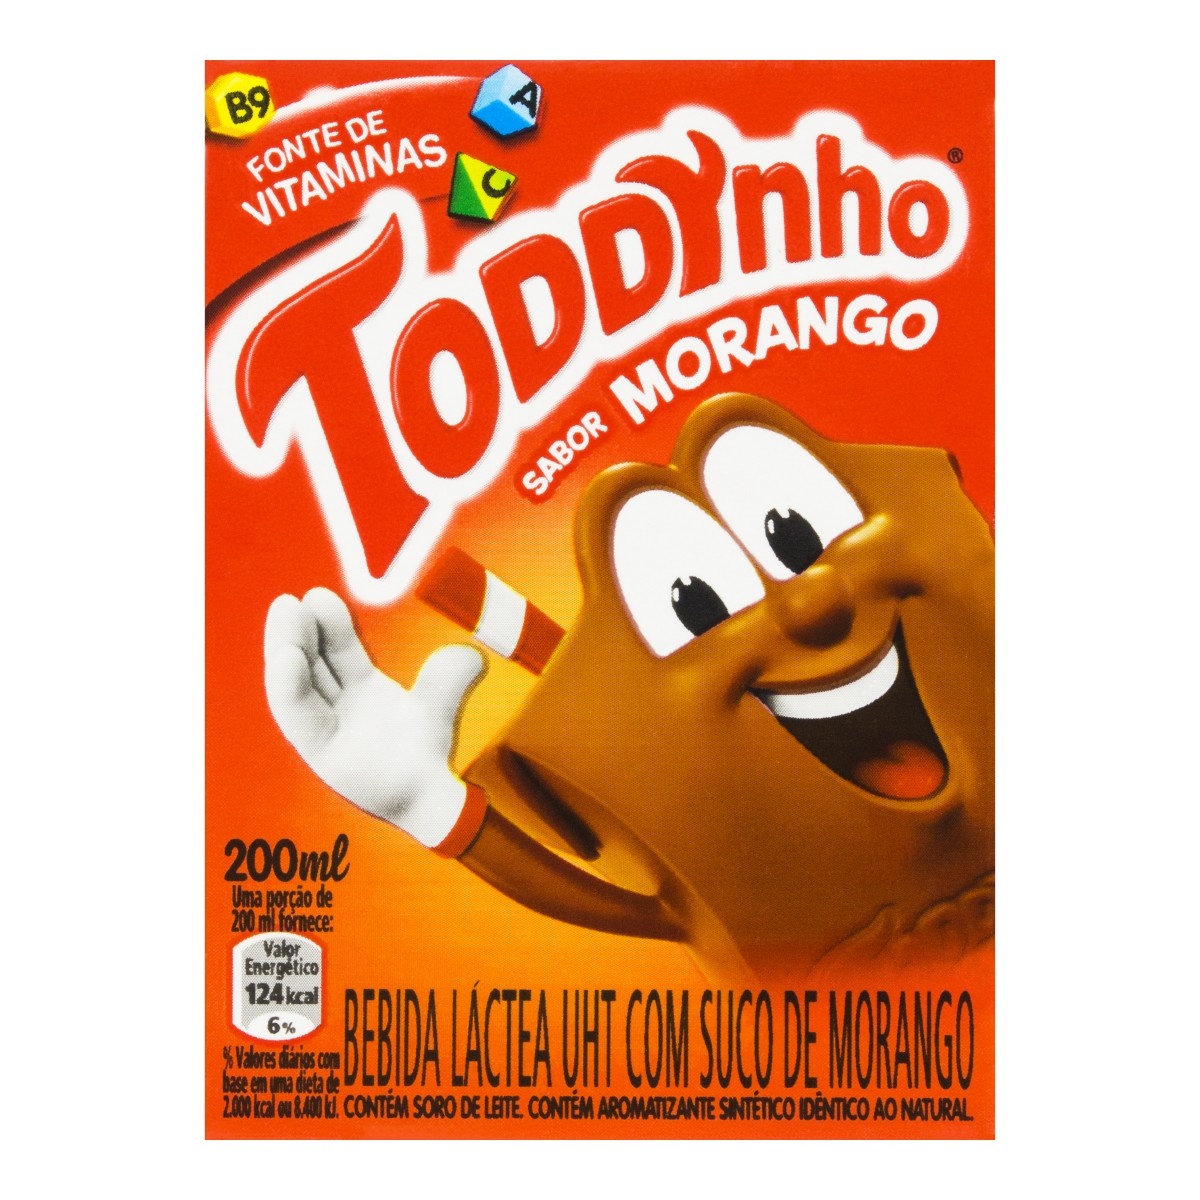 B9
A
C
FONTE DE
VITAMINAS
TODDYnho®
SABOR MORANGO
200ml
Uma porção de
200 ml fornece:
Valor
Energético
124 kcal
6%
% Valores diários com
base em uma dieta de
2.000 kcal ou 8.400 kJ.
BEBIDA LÁCTEA UHT COM SUCO DE MORANGO
CONTÉM SORO DE LEITE. CONTÉM AROMATIZANTE SINTÉTICO IDÊNTICO AO NATURAL.